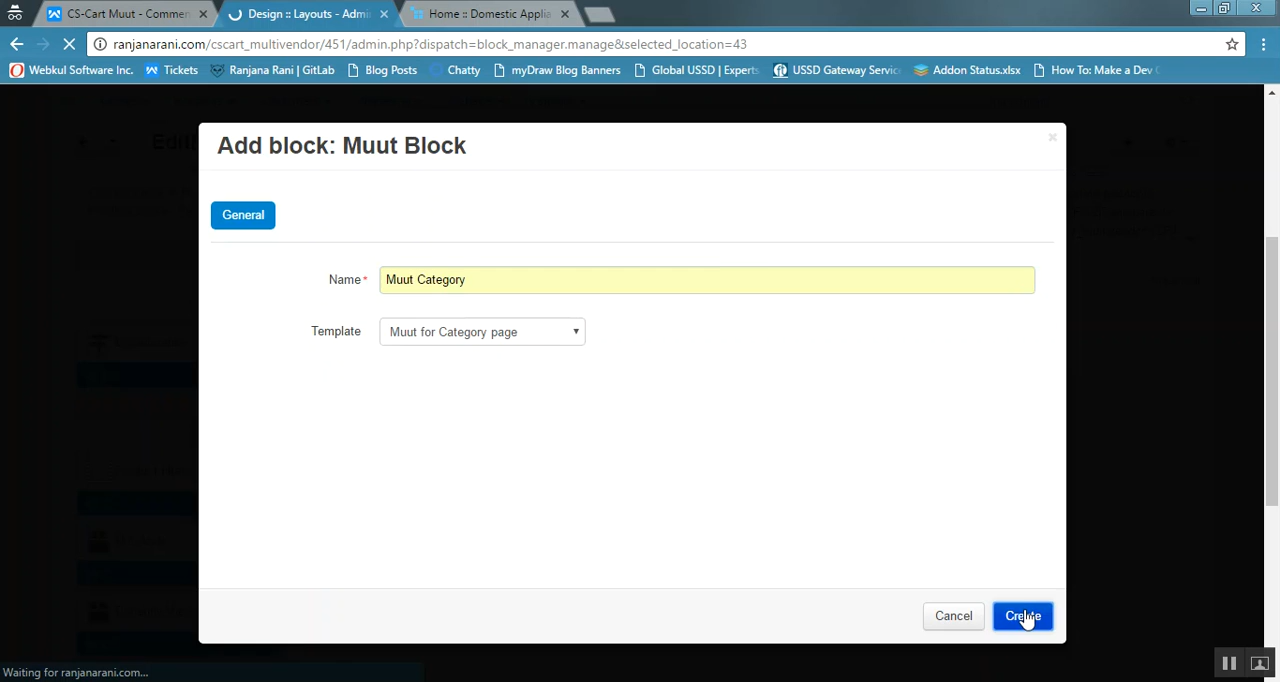 CS-Cart Muut - Commen
Design :: Layouts - Admi
Home :: Domestic Applia
ranjanarani.com/cscart_multivendor/451/admin.php?dispatch=block_manager.manage&selected_location=43
Webkul Software Inc.
Tickets
Ranjana Rani | GitLab
Blog Posts
Chatty
myDraw Blog Banners
Global USSD | Experts
USSD Gateway Servic
Addon Status.xlsx
How To: Make a Dev
Add block: Muut Block
General
Name*
Muut Category
Template
Muut for Category page
Cancel
Create
Waiting for ranjanarani.com...